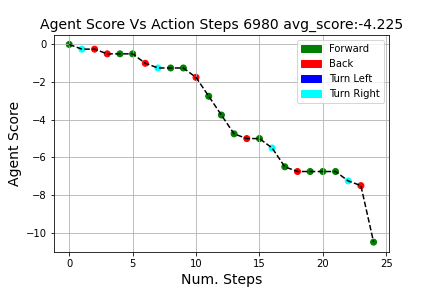 Agent Score Vs Action Steps 6980 avg_score:-4.225
0
−2
−4
−6
−8
−10
Agent Score
Forward
Back
Turn Left
Turn Right
0 5 10 15 20 25
Num. Steps